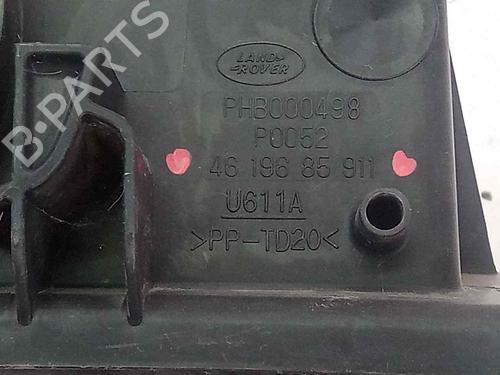 B-PARTS
LAND-
-ROVER
PHB000498
P0052
46 196 85 911
U611A
>PP-TD20<